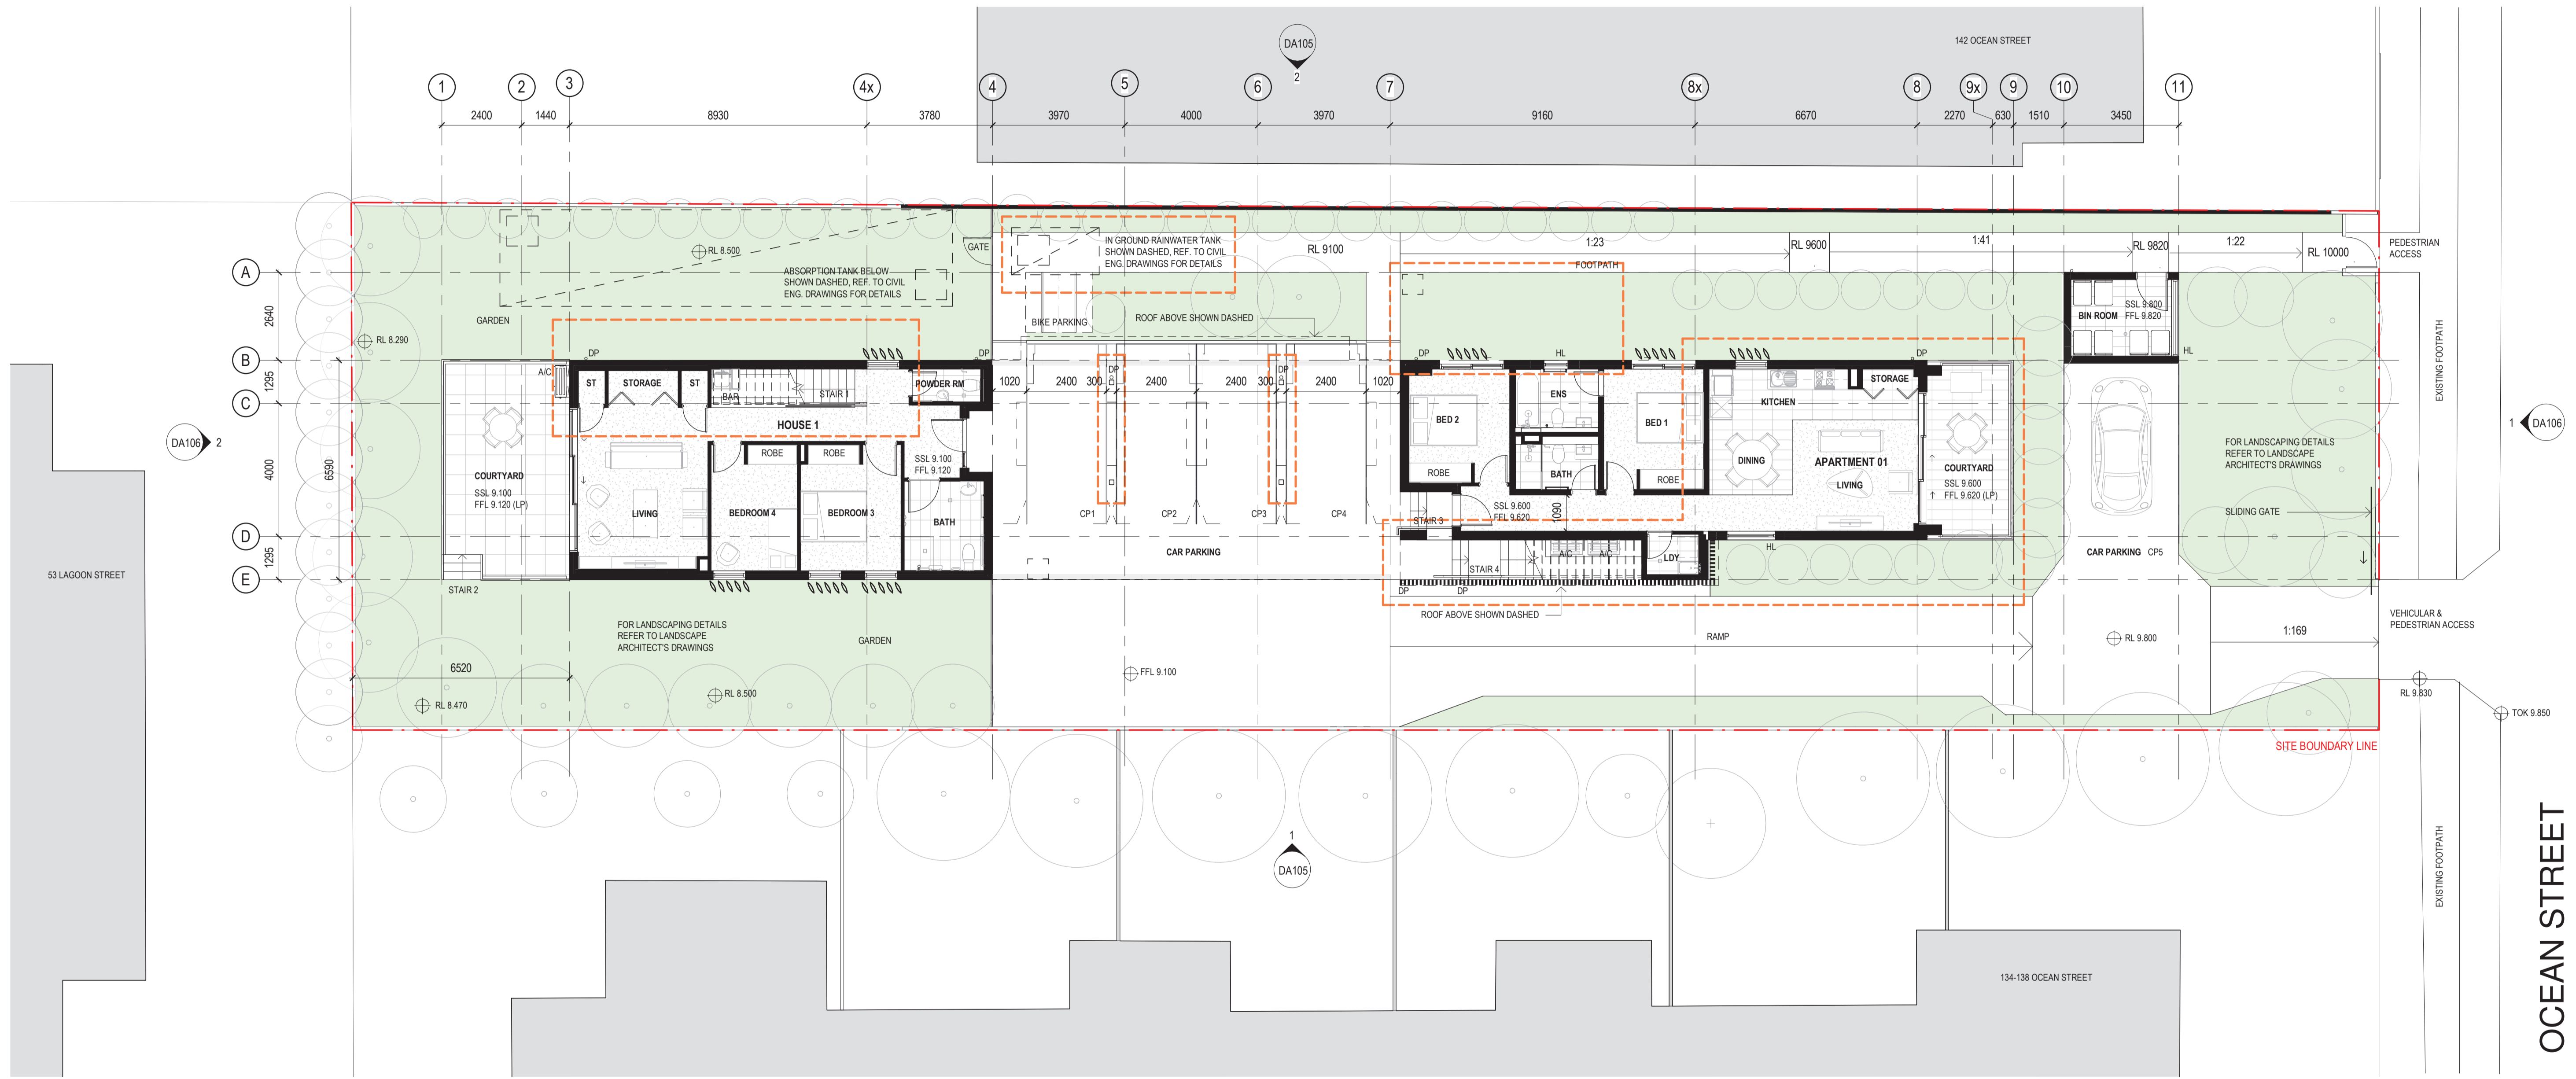 142 OCEAN STREET
DA105
2
1
2
3
4x
4
5
6
7
8x
8
9x
9
10
11
2400
1440
8930
3780
3970
4000
3970
9160
6670
2270
630
1510
3450
A
B
C
D
E
2640
1295
4000
1295
6590
RL 8.500
GATE
ABSORPTION TANK BELOW
SHOWN DASHED, REF. TO CIVIL
ENG. DRAWINGS FOR DETAILS
GARDEN
RL 8.290
IN GROUND RAINWATER TANK
SHOWN DASHED, REF. TO CIVIL
ENG. DRAWINGS FOR DETAILS
RL 9100
1:23
FOOTPATH
RL 9600
1:41
RL 9820
1:22
RL 10000
PEDESTRIAN
ACCESS
BIKE PARKING
ROOF ABOVE SHOWN DASHED
SSL 9.800
FFL 9.820
BIN ROOM
HL
EXISTING FOOTPATH
DP
DP
DP
DP
DP
HL
DP
A/C
ST
STORAGE
ST
BAR
STAIR 1
POWDER RM
HOUSE 1
1020
2400
300
2400
2400
300
2400
1020
DA106
2
COURTYARD
SSL 9.100
FFL 9.120 (LP)
ROBE
ROBE
SSL 9.100
FFL 9.120
LIVING
BEDROOM 4
BEDROOM 3
BATH
CP1
CP2
CP3
CP4
CAR PARKING
BED 2
ENS
BED 1
ROBE
BATH
ROBE
KITCHEN
STORAGE
DINING
APARTMENT 01
LIVING
COURTYARD
SSL 9.600
FFL 9.620 (LP)
SSL 9.600
FFL 9.620
1090
STAIR 3
A/C
A/C
LDY
STAIR 4
HL
DP
DP
ROOF ABOVE SHOWN DASHED
FOR LANDSCAPING DETAILS
REFER TO LANDSCAPE
ARCHITECT'S DRAWINGS
SLIDING GATE
CAR PARKING
CP5
1
DA106
53 LAGOON STREET
STAIR 2
FOR LANDSCAPING DETAILS
REFER TO LANDSCAPE
ARCHITECT'S DRAWINGS
GARDEN
6520
RL 8.470
RL 8.500
FFL 9.100
RAMP
RL 9.800
1:169
VEHICULAR &
PEDESTRIAN ACCESS
RL 9.830
TOK 9.850
SITE BOUNDARY LINE
1
DA105
EXISTING FOOTPATH
134-138 OCEAN STREET
OCEAN STREET